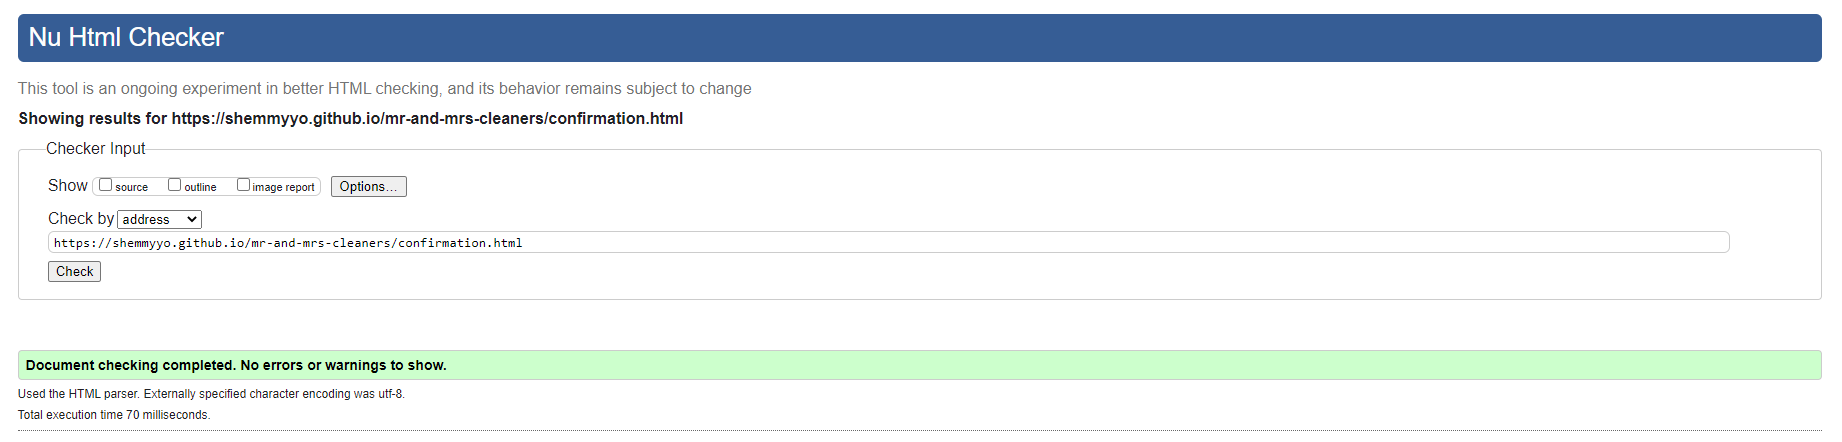 Nu Html Checker
This tool is an ongoing experiment in better HTML checking, and its behavior remains subject to change
Showing results for https://shemmyyo.github.io/mr-and-mrs-cleaners/confirmation.html
Checker Input
Show source outline image report Options...
Check by address
https://shemmyyo.github.io/mr-and-mrs-cleaners/confirmation.html
Check
Document checking completed. No errors or warnings to show.
Used the HTML parser. Externally specified character encoding was utf-8.
Total execution time 70 milliseconds.